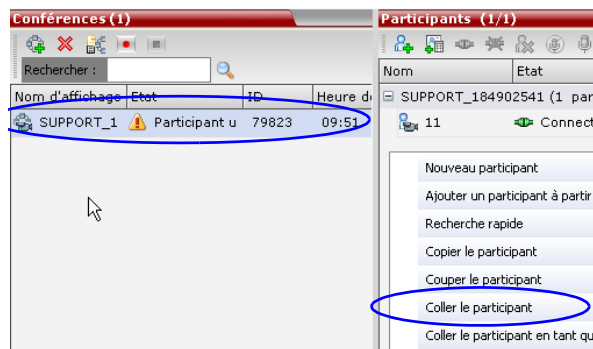 Conférences (1)
Rechercher :
Nom d'affichage Etat ID Heure d
SUPPORT_1 Participant u 79823 09:51
Participants (1/1)
Nom Etat
SUPPORT_184902541 (1 par
11 Connect
Nouveau participant
Ajouter un participant à partir
Recherche rapide
Copier le participant
Couper le participant
Coller le participant
Coller le participant en tant qu